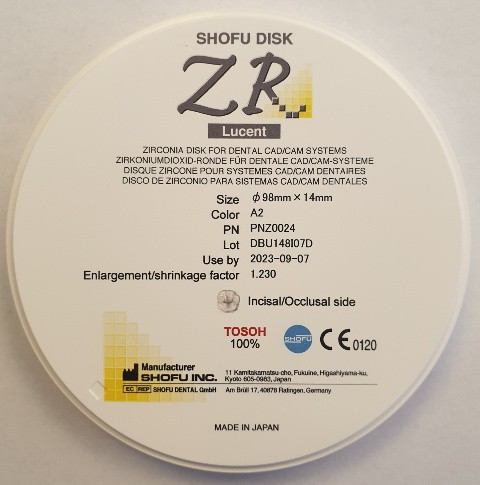 SHOFU DISK
ZR
Lucent
ZIRCONIA DISK FOR DENTAL CAD/CAM SYSTEMS
ZIRKONIUMDIOXID-RONDE FÜR DENTALE CAD/CAM-SYSTEME
DISQUE ZIRCONE POUR SYSTEMES CAD/CAM DENTAIRES
DISCO DE ZIRCONIO PARA SISTEMAS CAD/CAM DENTALES
Size φ98mm×14mm
Color A2
PN PNZ0024
Lot DBU148I07D
Use by 2023-09-07
Enlargement/shrinkage factor 1.230
Incisal/Occlusal side
TOSOH
100%
SHOFU
CE 0120
Manufacturer
SHOFU INC.
11 Kamitakamatsu-cho, Fukuine, Higashiyama-ku,
Kyoto 605-0983, Japan
EC REP SHOFU DENTAL GmbH Am Brüll 17, 40878 Ratingen, Germany
MADE IN JAPAN